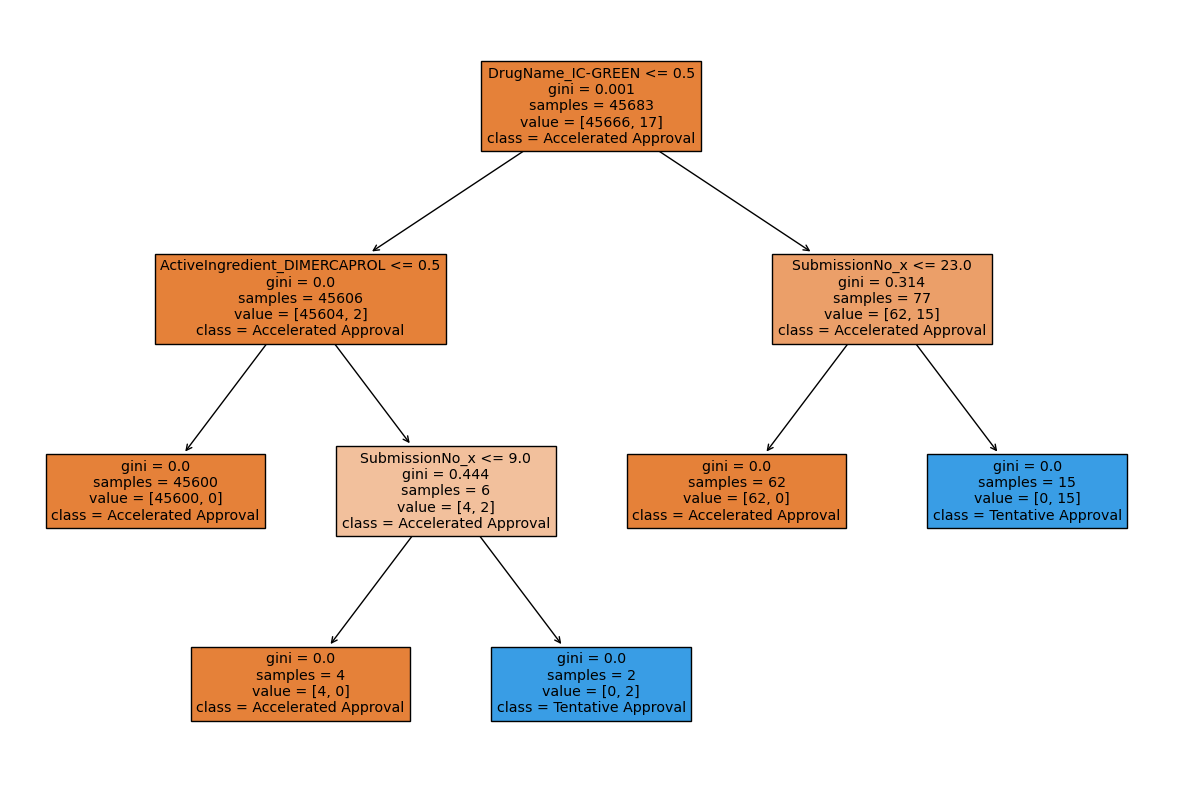 DrugName_IC-GREEN <= 0.5
gini = 0.001
samples = 45683
value = [45666, 17]
class = Accelerated Approval
ActiveIngredient_DIMERCAPROL <= 0.5
gini = 0.0
samples = 45606
value = [45604, 2]
class = Accelerated Approval
SubmissionNo_x <= 23.0
gini = 0.314
samples = 77
value = [62, 15]
class = Accelerated Approval
gini = 0.0
samples = 45600
value = [45600, 0]
class = Accelerated Approval
SubmissionNo_x <= 9.0
gini = 0.444
samples = 6
value = [4, 2]
class = Accelerated Approval
gini = 0.0
samples = 62
value = [62, 0]
class = Accelerated Approval
gini = 0.0
samples = 15
value = [0, 15]
class = Tentative Approval
gini = 0.0
samples = 4
value = [4, 0]
class = Accelerated Approval
gini = 0.0
samples = 2
value = [0, 2]
class = Tentative Approval